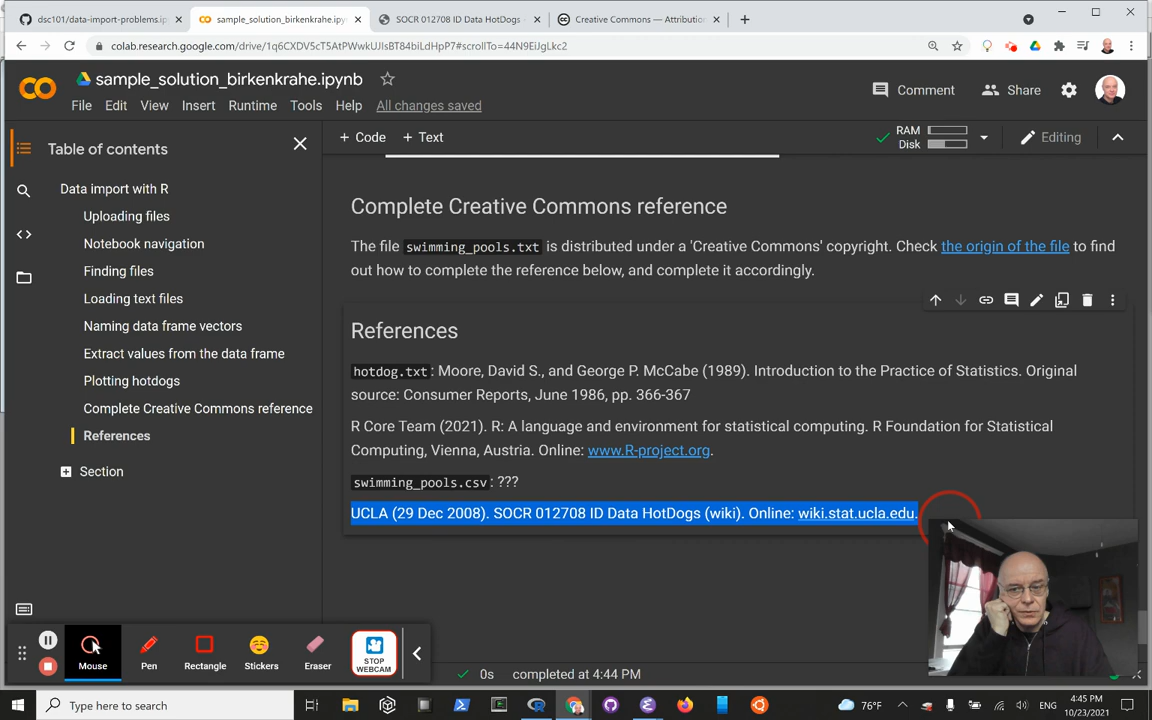 dsc101/data-import-problems.ip
sample_solution_birkenkrahe.ip
SOCR 012708 ID Data HotDogs -
Creative Commons — Attributio
colab.research.google.com/drive/1q6CXDV5cT5AtPWwkUJIsBT84biLdHpP7#scrollTo=44N9EiJgLkc2
sample_solution_birkenkrahe.ipynb
Comment
Share
File Edit View Insert Runtime Tools Help All changes saved
Table of contents
+ Code + Text
RAM
Disk
Editing
Data import with R
Uploading files
Notebook navigation
Finding files
Loading text files
Naming data frame vectors
Extract values from the data frame
Plotting hotdogs
Complete Creative Commons reference
References
Section
Complete Creative Commons reference
The file swimming_pools.txt is distributed under a 'Creative Commons' copyright. Check the origin of the file to find
out how to complete the reference below, and complete it accordingly.
References
hotdog.txt: Moore, David S., and George P. McCabe (1989). Introduction to the Practice of Statistics. Original
source: Consumer Reports, June 1986, pp. 366-367
R Core Team (2021). R: A language and environment for statistical computing. R Foundation for Statistical
Computing, Vienna, Austria. Online: www.R-project.org.
swimming_pools.csv: ???
UCLA (29 Dec 2008). SOCR 012708 ID Data HotDogs (wiki). Online: wiki.stat.ucla.edu.
Mouse
Pen
Rectangle
Stickers
Eraser
STOP
WEBCAM
0s completed at 4:44 PM
Type here to search
76°F
4:45 PM
10/23/2021